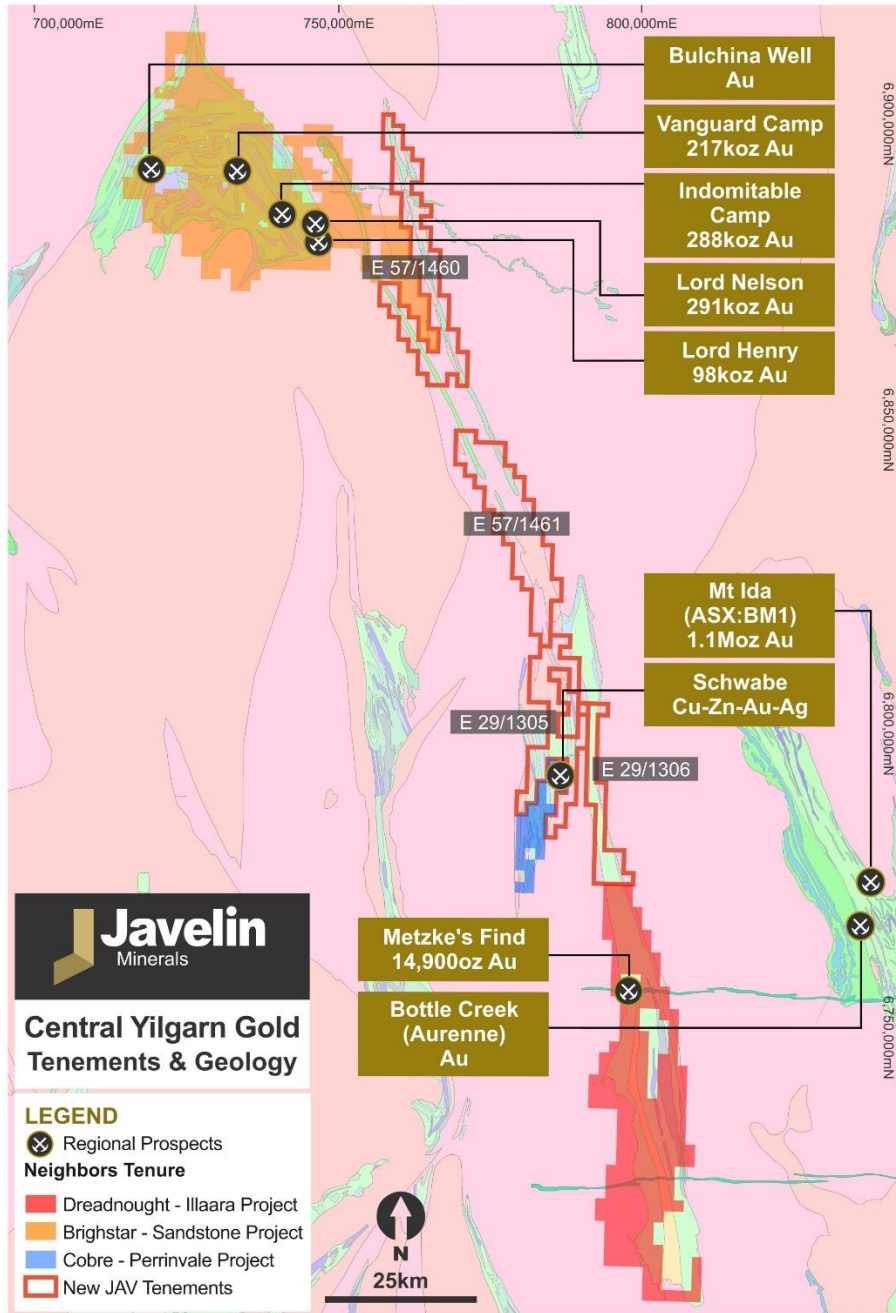 700,000mE
750,000mE
800,000mE
6,900,000mN
6,850,000mN
6,800,000mN
6,750,000mN
Bulchina Well
Au
Vanguard Camp
217koz Au
Indomitable
Camp
288koz Au
Lord Nelson
291koz Au
Lord Henry
98koz Au
E 57/1460
E 57/1461
Mt Ida
(ASX:BM1)
1.1Moz Au
Schwabe
Cu-Zn-Au-Ag
E 29/1305
E 29/1306
Metzke's Find
14,900oz Au
Bottle Creek
(Aurenne)
Au
Javelin
Minerals
Central Yilgarn Gold
Tenements & Geology
LEGEND
Regional Prospects
Neighbors Tenure
Dreadnought - Illaara Project
Brighstar - Sandstone Project
Cobre - Perrinvale Project
New JAV Tenements
N
25km